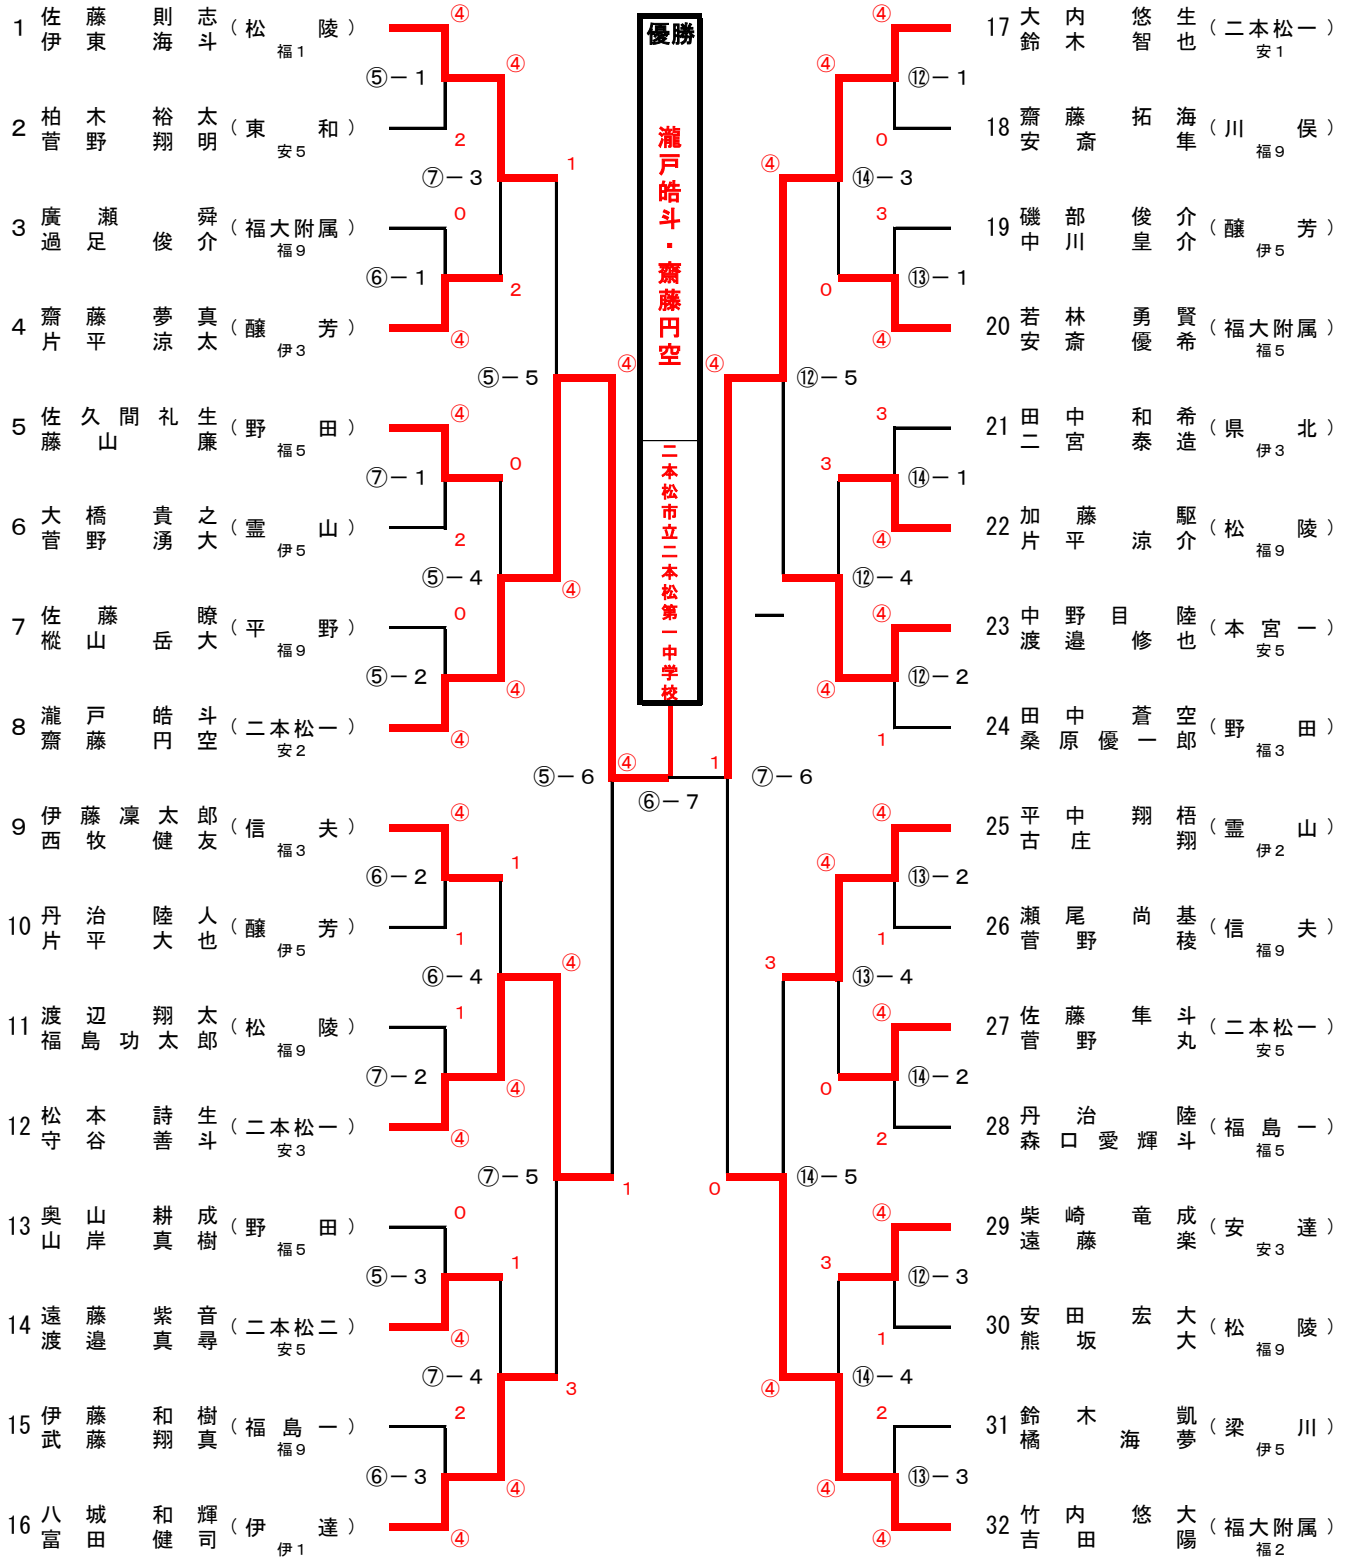 優勝
瀧戸皓斗・齋藤円空
二本松市立二本松第一中学校
1 佐藤則志 (松陵) ④
伊東海斗 福1
⑤-1 ④
2 柏木裕太 (東和) 2
菅野翔明 安5
⑦-3 1
3 廣瀬舜 (福大附属) 0
過足俊介 福9
⑥-1 2
4 齋藤夢真 (醸芳) ④
片平涼太 伊3
⑤-5 ④
5 佐久間礼生 (野田) ④
藤山廉 福5
⑦-1 0
6 大橋貴之 (霊山) 2
菅野湧大 伊5
⑤-4 ④
7 佐藤瞭 (平野) 0
樅山岳大 福9
⑤-2 ④
8 瀧戸皓斗 (二本松一) ④
齋藤円空 安2
⑤-6 ④
9 伊藤凜太郎 (信夫) ④
西牧健友 福3
⑥-2 1
10 丹治陸人 (醸芳) 1
片平大也 伊5
⑥-4 ④
11 渡辺翔太 (松陵) 1
福島功太郎 福9
⑦-2 ④
12 松本詩生 (二本松一) ④
守谷善斗 安3
⑦-5 1
13 奥山耕成 (野田) 0
山岸真樹 福5
⑤-3 1
14 遠藤紫音 (二本松二) ④
渡邉真尋 安5
⑦-4 3
15 伊藤和樹 (福島一) 2
武藤翔真 福9
⑥-3 ④
16 八城和輝 (伊達) ④
富田健司 伊1
⑥-7
④ 17 大内悠生 (二本松一)
鈴木智也 安1
④ ⑫-1
0 18 齋藤拓海 (川俣)
安斎隼 福9
④ ⑭-3
3 19 磯部俊介 (醸芳)
中川皇介 伊5
0 ⑬-1
④ 20 若林勇賢 (福大附属)
安斎優希 福5
④ ⑫-5
3 21 田中和希 (県北)
二宮泰造 伊3
3 ⑭-1
④ 22 加藤駆 (松陵)
片平涼介 福9
⑫-4
―
④ 23 中野目陸 (本宮一)
渡邉修也 安5
④ ⑫-2
1 24 田中蒼空 (野田)
桑原優一郎 福3
1 ⑦-6
④ 25 平中翔梧 (霊山)
古庄翔 伊2
④ ⑬-2
1 26 瀬尾尚基 (信夫)
菅野稜 福9
3 ⑬-4
④ 27 佐藤隼斗 (二本松一)
菅野丸 安5
0 ⑭-2
2 28 丹治陸 (福島一)
森口愛輝斗 福5
0 ⑭-5
④ 29 柴崎竜成 (安達)
遠藤楽 安3
3 ⑫-3
1 30 安田宏大 (松陵)
熊坂大 福9
④ ⑭-4
2 31 鈴木凱 (梁川)
橘海夢 伊5
④ ⑬-3
④ 32 竹内悠大 (福大附属)
吉田陽 福2